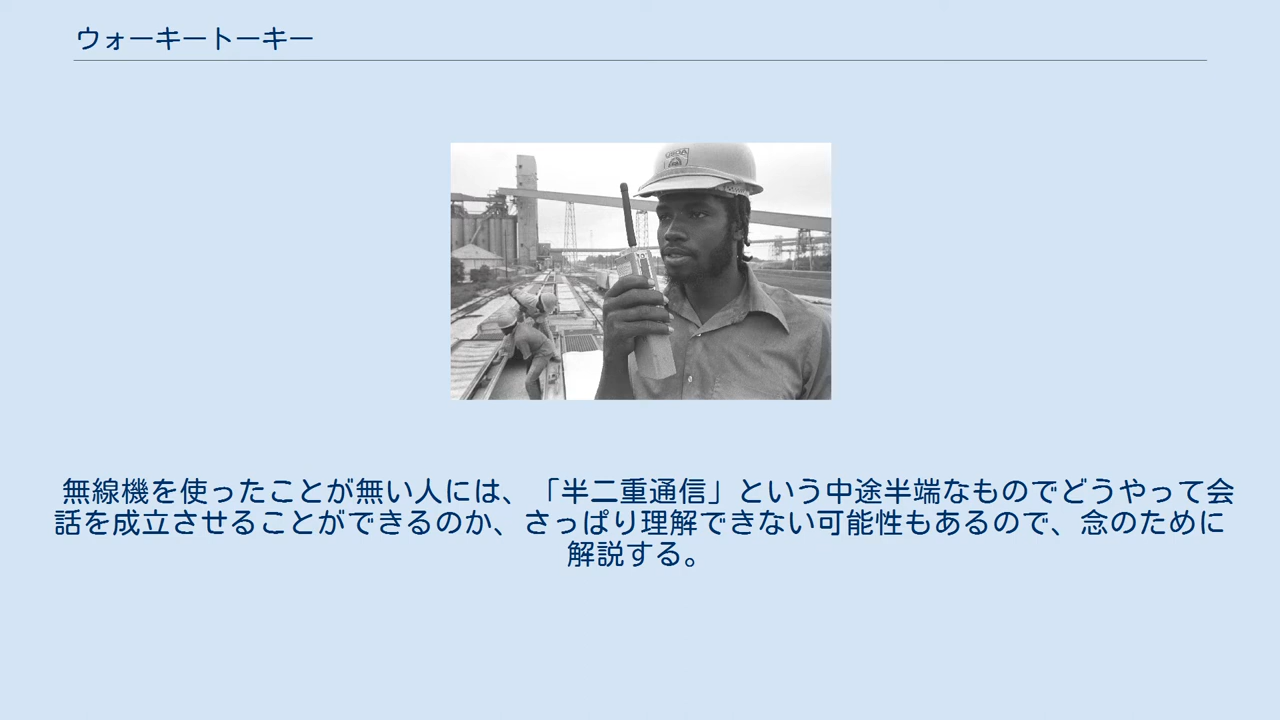 ウォーキートーキー
無線機を使ったことが無い人には、「半二重通信」という中途半端なものでどうやって会
話を成立させることができるのか、さっぱり理解できない可能性もあるので、念のために
解説する。